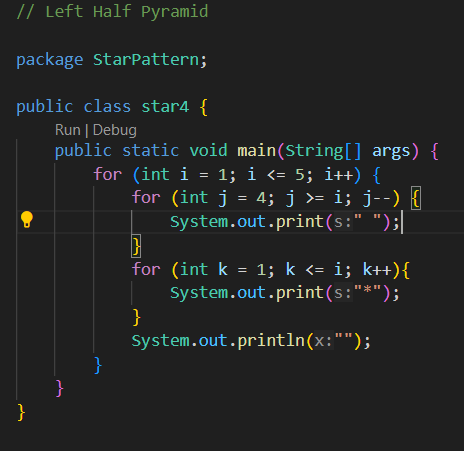 // Left Half Pyramid
package StarPattern;
public class star4 {
Run | Debug
public static void main(String[] args) {
for (int i = 1; i <= 5; i++) {
for (int j = 4; j >= i; j--) {
System.out.print(s:" ");
}
for (int k = 1; k <= i; k++){
System.out.print(s:"*");
}
System.out.println(x:"");
}
}
}